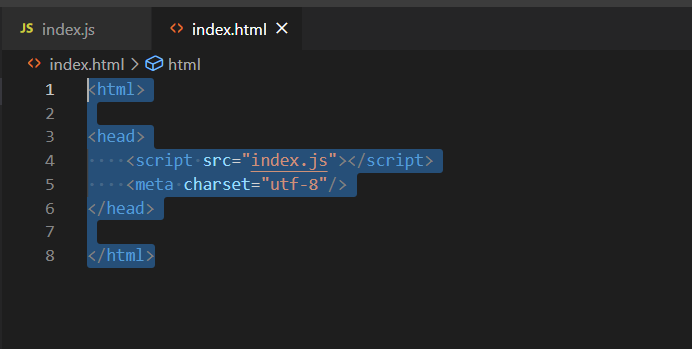 JS index.js <> index.html ×
<> index.html > html
1 <html>
2
3 <head>
4     <script src="index.js"></script>
5     <meta charset="utf-8"/>
6 </head>
7
8 </html>